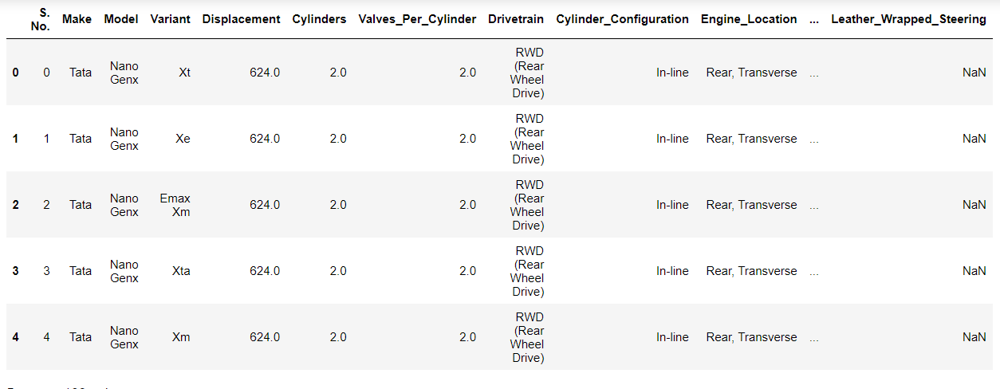 S. No. Make Model Variant Displacement Cylinders Valves_Per_Cylinder Drivetrain Cylinder_Configuration Engine_Location ... Leather_Wrapped_Steering
0 0 Tata Nano Genx Xt 624.0 2.0 2.0 RWD (Rear Wheel Drive) In-line Rear, Transverse ... NaN
1 1 Tata Nano Genx Xe 624.0 2.0 2.0 RWD (Rear Wheel Drive) In-line Rear, Transverse ... NaN
2 2 Tata Nano Genx Emax Xm 624.0 2.0 2.0 RWD (Rear Wheel Drive) In-line Rear, Transverse ... NaN
3 3 Tata Nano Genx Xta 624.0 2.0 2.0 RWD (Rear Wheel Drive) In-line Rear, Transverse ... NaN
4 4 Tata Nano Genx Xm 624.0 2.0 2.0 RWD (Rear Wheel Drive) In-line Rear, Transverse ... NaN